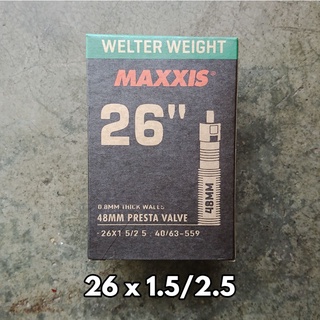 WELTER WEIGHT
MAXXIS
26"
48MM
0.8MM THICK WALLS
48MM PRESTA VALVE
26X1.5/2.5 40/63-559
26 x 1.5/2.5